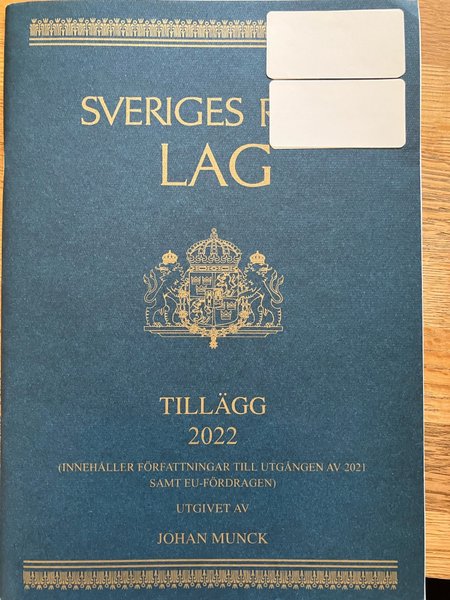 SVERIGES R
LAG
TILLÄGG
2022
(INNEHÅLLER FÖRFATTNINGAR TILL UTGÅNGEN AV 2021
SAMT EU-FÖRDRAGEN)
UTGIVET AV
JOHAN MUNCK